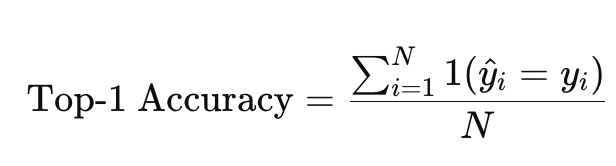 Top-1 Accuracy = \frac{\sum_{i=1}^{N} 1(\hat{y}_i = y_i)}{N}